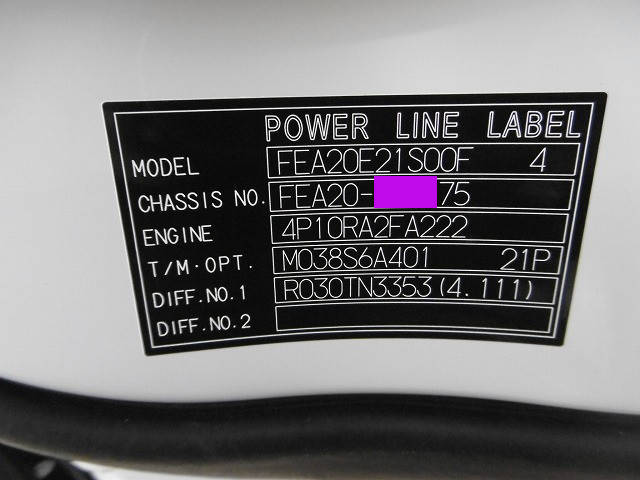 POWER LINE LABEL
MODEL FEA20E21S00F 4
CHASSIS NO. FEA20-75
ENGINE 4P10RA2FA222
T/M·OPT. M038S6A401 21P
DIFF.NO.1 R030TN3353(4.111)
DIFF.NO.2